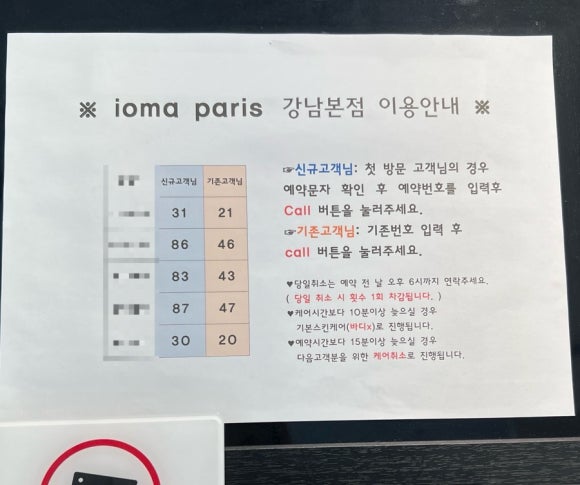 ※ ioma paris 강남본점 이용안내 ※
신규고객님 기존고객님
31 21
86 46
83 43
87 47
30 20
☞신규고객님: 첫 방문 고객님의 경우
예약문자 확인 후 예약번호를 입력후
Call 버튼을 눌러주세요.
☞기존고객님: 기존번호 입력 후
call 버튼을 눌러주세요.
♥당일취소는 예약 전 날 오후 6시까지 연락주세요.
( 당일 취소 시 횟수 1회 차감됩니다. )
♥케어시간보다 10분이상 늦으실 경우
기본스킨케어(바디x)로 진행됩니다.
♥예약시간보다 15분이상 늦으실 경우
다음고객분을 위한 케어취소로 진행됩니다.